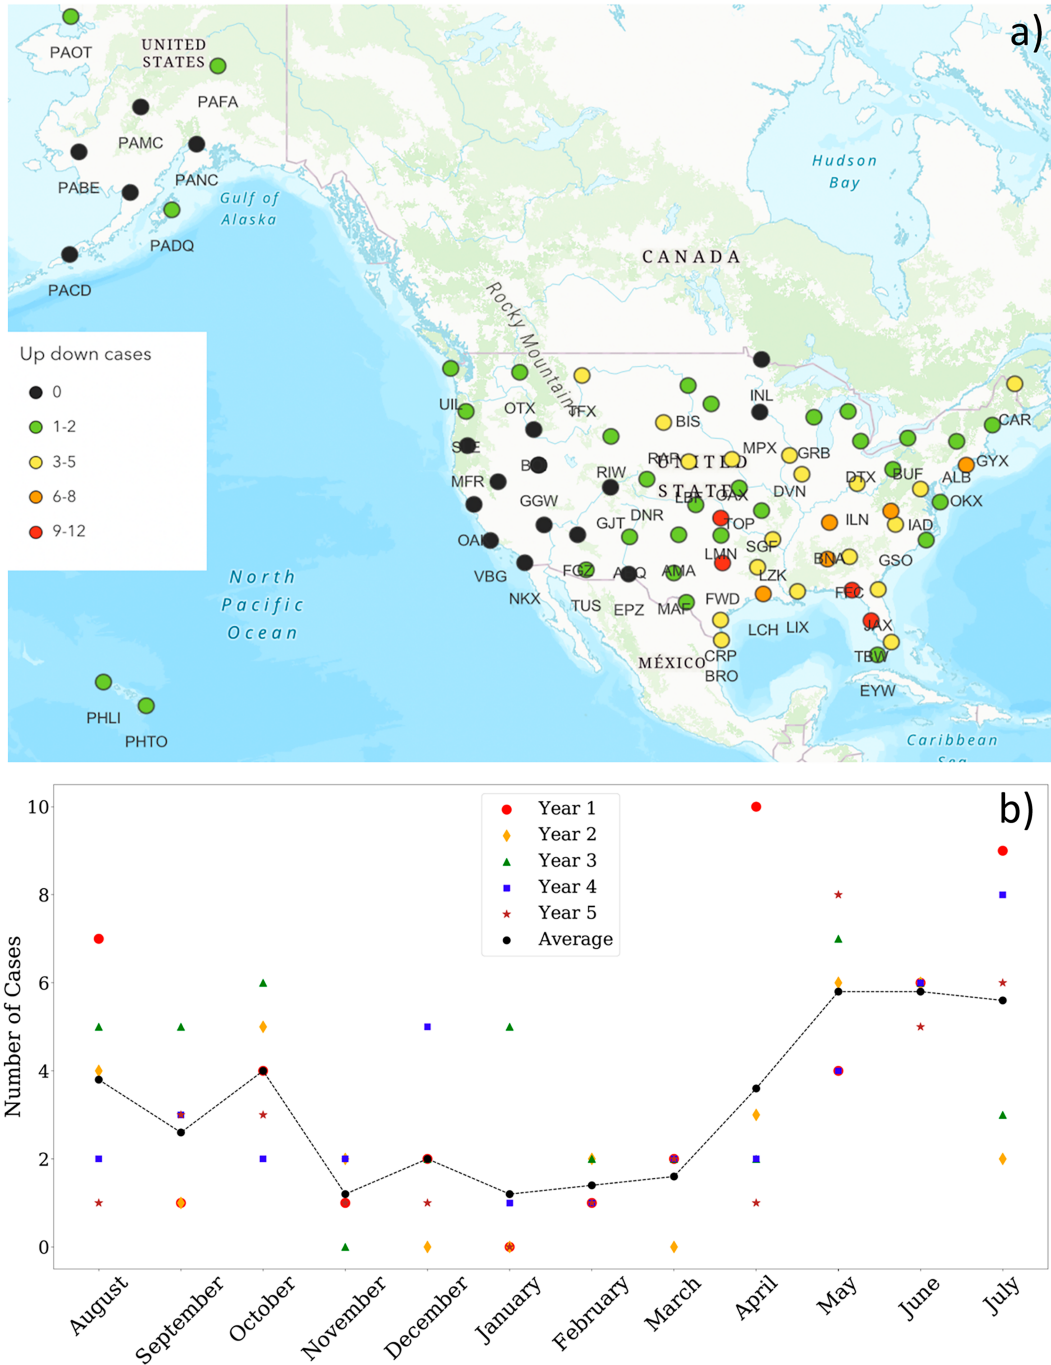 a)
PAOT
UNITED
STATES
PAFA
PAMC
PABE
PANC
PADQ
PACD
Gulf of
Alaska
Hudson
Bay
CANADA
Rocky Mountains
Up down cases
0
1-2
3-5
6-8
9-12
UIL
OTX
TFX
BIS
INL
CAR
MFR
RIW
MPX
GRB
DTX
BUF
ALB
GYX
UNITED
STATES
GGW
DNR
LBF
OAX
DVN
OKX
GJT
TOP
ILN
IAD
VBG
FGZ
ABQ
AMA
LMN
SGF
BNA
GSO
NKX
TUS
EPZ
MAF
FWD
LZK
FFC
JAX
LCH
LIX
TBW
CRP
BRO
EYW
MÉXICO
North
Pacific
Ocean
PHLI
PHTO
Caribbean
Sea
b)
Year 1
Year 2
Year 3
Year 4
Year 5
Average
Number of Cases
10
8
6
4
2
0
August
September
October
November
December
January
February
March
April
May
June
July